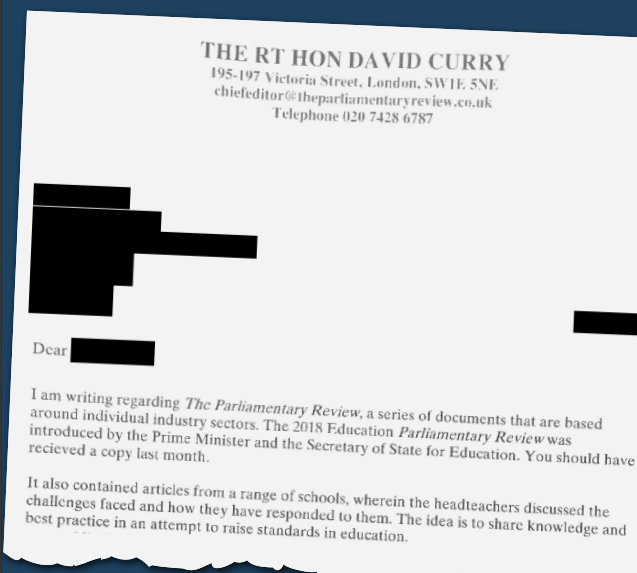 THE RT HON DAVID CURRY
195-197 Victoria Street, London, SW1E 5NE
chiefeditor@theparliamentaryreview.co.uk
Telephone 020 7428 6787
Dear
I am writing regarding The Parliamentary Review, a series of documents that are based
around individual industry sectors. The 2018 Education Parliamentary Review was
introduced by the Prime Minister and the Secretary of State for Education. You should have
recieved a copy last month.
It also contained articles from a range of schools, wherein the headteachers discussed the
challenges faced and how they have responded to them. The idea is to share knowledge and
best practice in an attempt to raise standards in education.